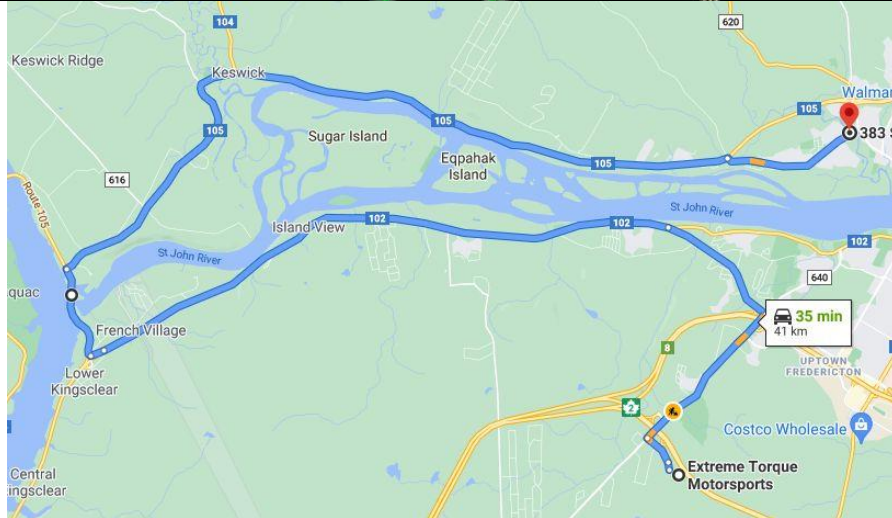 104
620
Keswick Ridge
Keswick
Walmar
105
105
383 S
105
Sugar Island
105
Eqpahak
Island
616
Route 105
St John River
102
102
Island View
102
St John River
640
quac
35 min
41 km
French Village
8
UPTOWN
FREDERICTON
Lower
Kingsclear
2
Costco Wholesale
Extreme Torque
Motorsports
Central
ingsclear